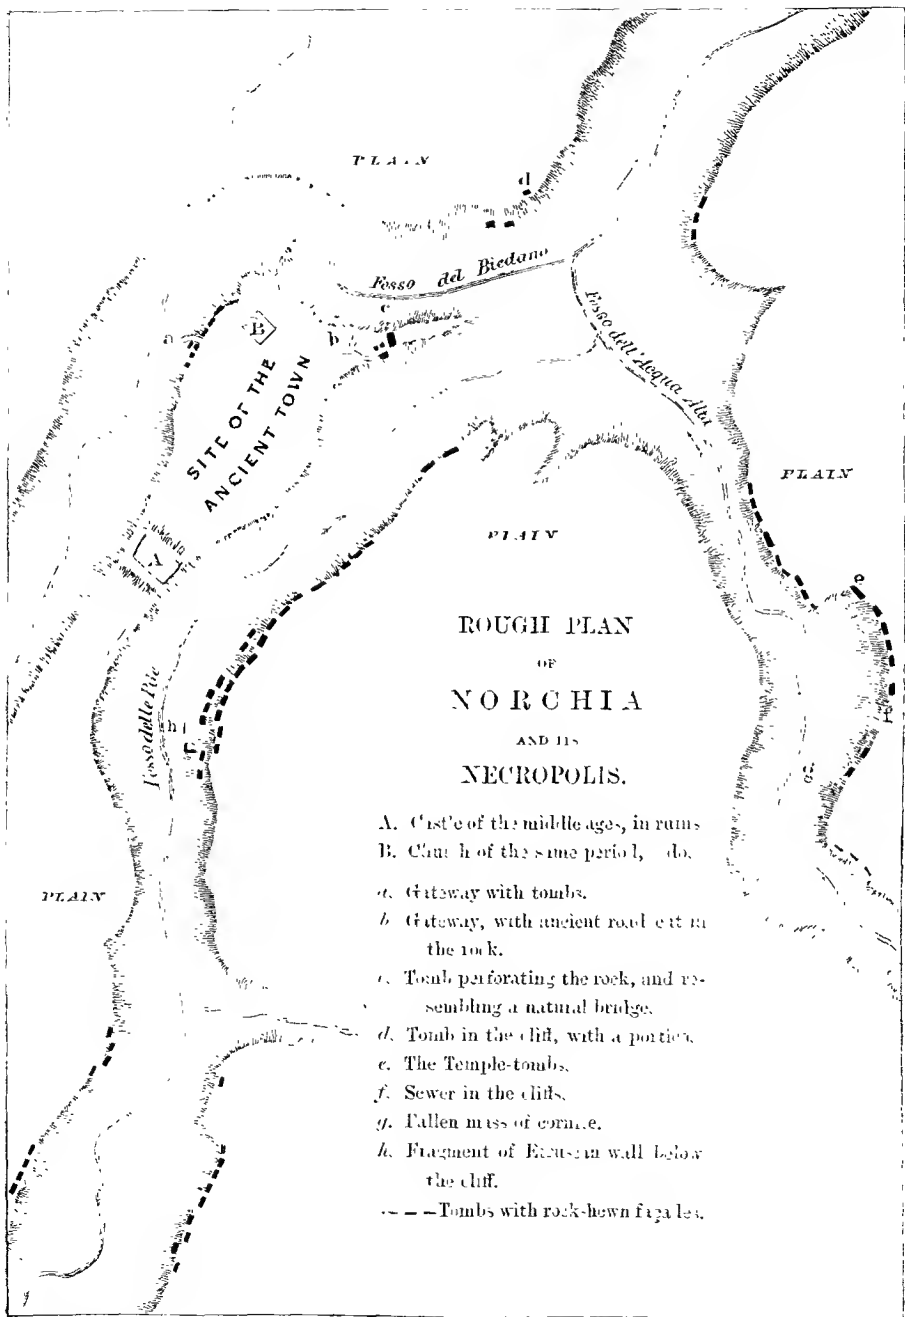 PLAIN
d
Fosso del Biedano
c
B
b
a
Fosso dell'Acqua Alta
SITE OF THE
ANCIENT TOWN
PLAIN
PLAIN
A
e
ROUGH PLAN
OF
NORCHIA
AND ITS
NECROPOLIS.
Fosso delle Pile
h
A. Castle of the middle ages, in ruins
B. Church of the same period, do.
PLAIN
a. Gateway with tombs.
b Gateway, with ancient road cut in
the rock.
c. Tomb perforating the rock, and re-
sembling a natural bridge.
d. Tomb in the cliff, with a portico.
e. The Temple-tombs.
f. Sewer in the cliffs.
g. Fallen mass of cornice.
h. Fragment of Etruscan wall below
the cliff.
---- Tombs with rock-hewn façades.